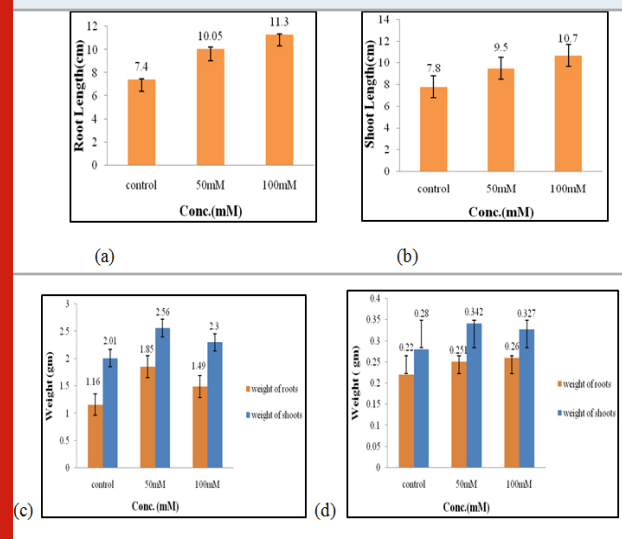 12
10
8
6
4
2
0
Root Length(cm)
7.4
10.05
11.3
control 50mM 100mM
Conc.(mM)
14
12
10
8
6
4
2
0
Shoot Length(cm)
7.8
9.5
10.7
control 50mM 100mM
Conc.(mM)
(a)
(b)
3
2.5
2
1.5
1
0.5
0
Weight (gm)
1.16
2.01
1.85
2.56
1.49
2.3
control 50mM 100mM
Conc. (mM)
weight of roots
weight of shoots
(c)
0.4
0.35
0.3
0.25
0.2
0.15
0.1
0.05
0
Weight ( gm)
0.22
0.28
0.251
0.342
0.26
0.327
control 50mM 100mM
Conc.(mM)
weight of roots
weight of shoots
(d)